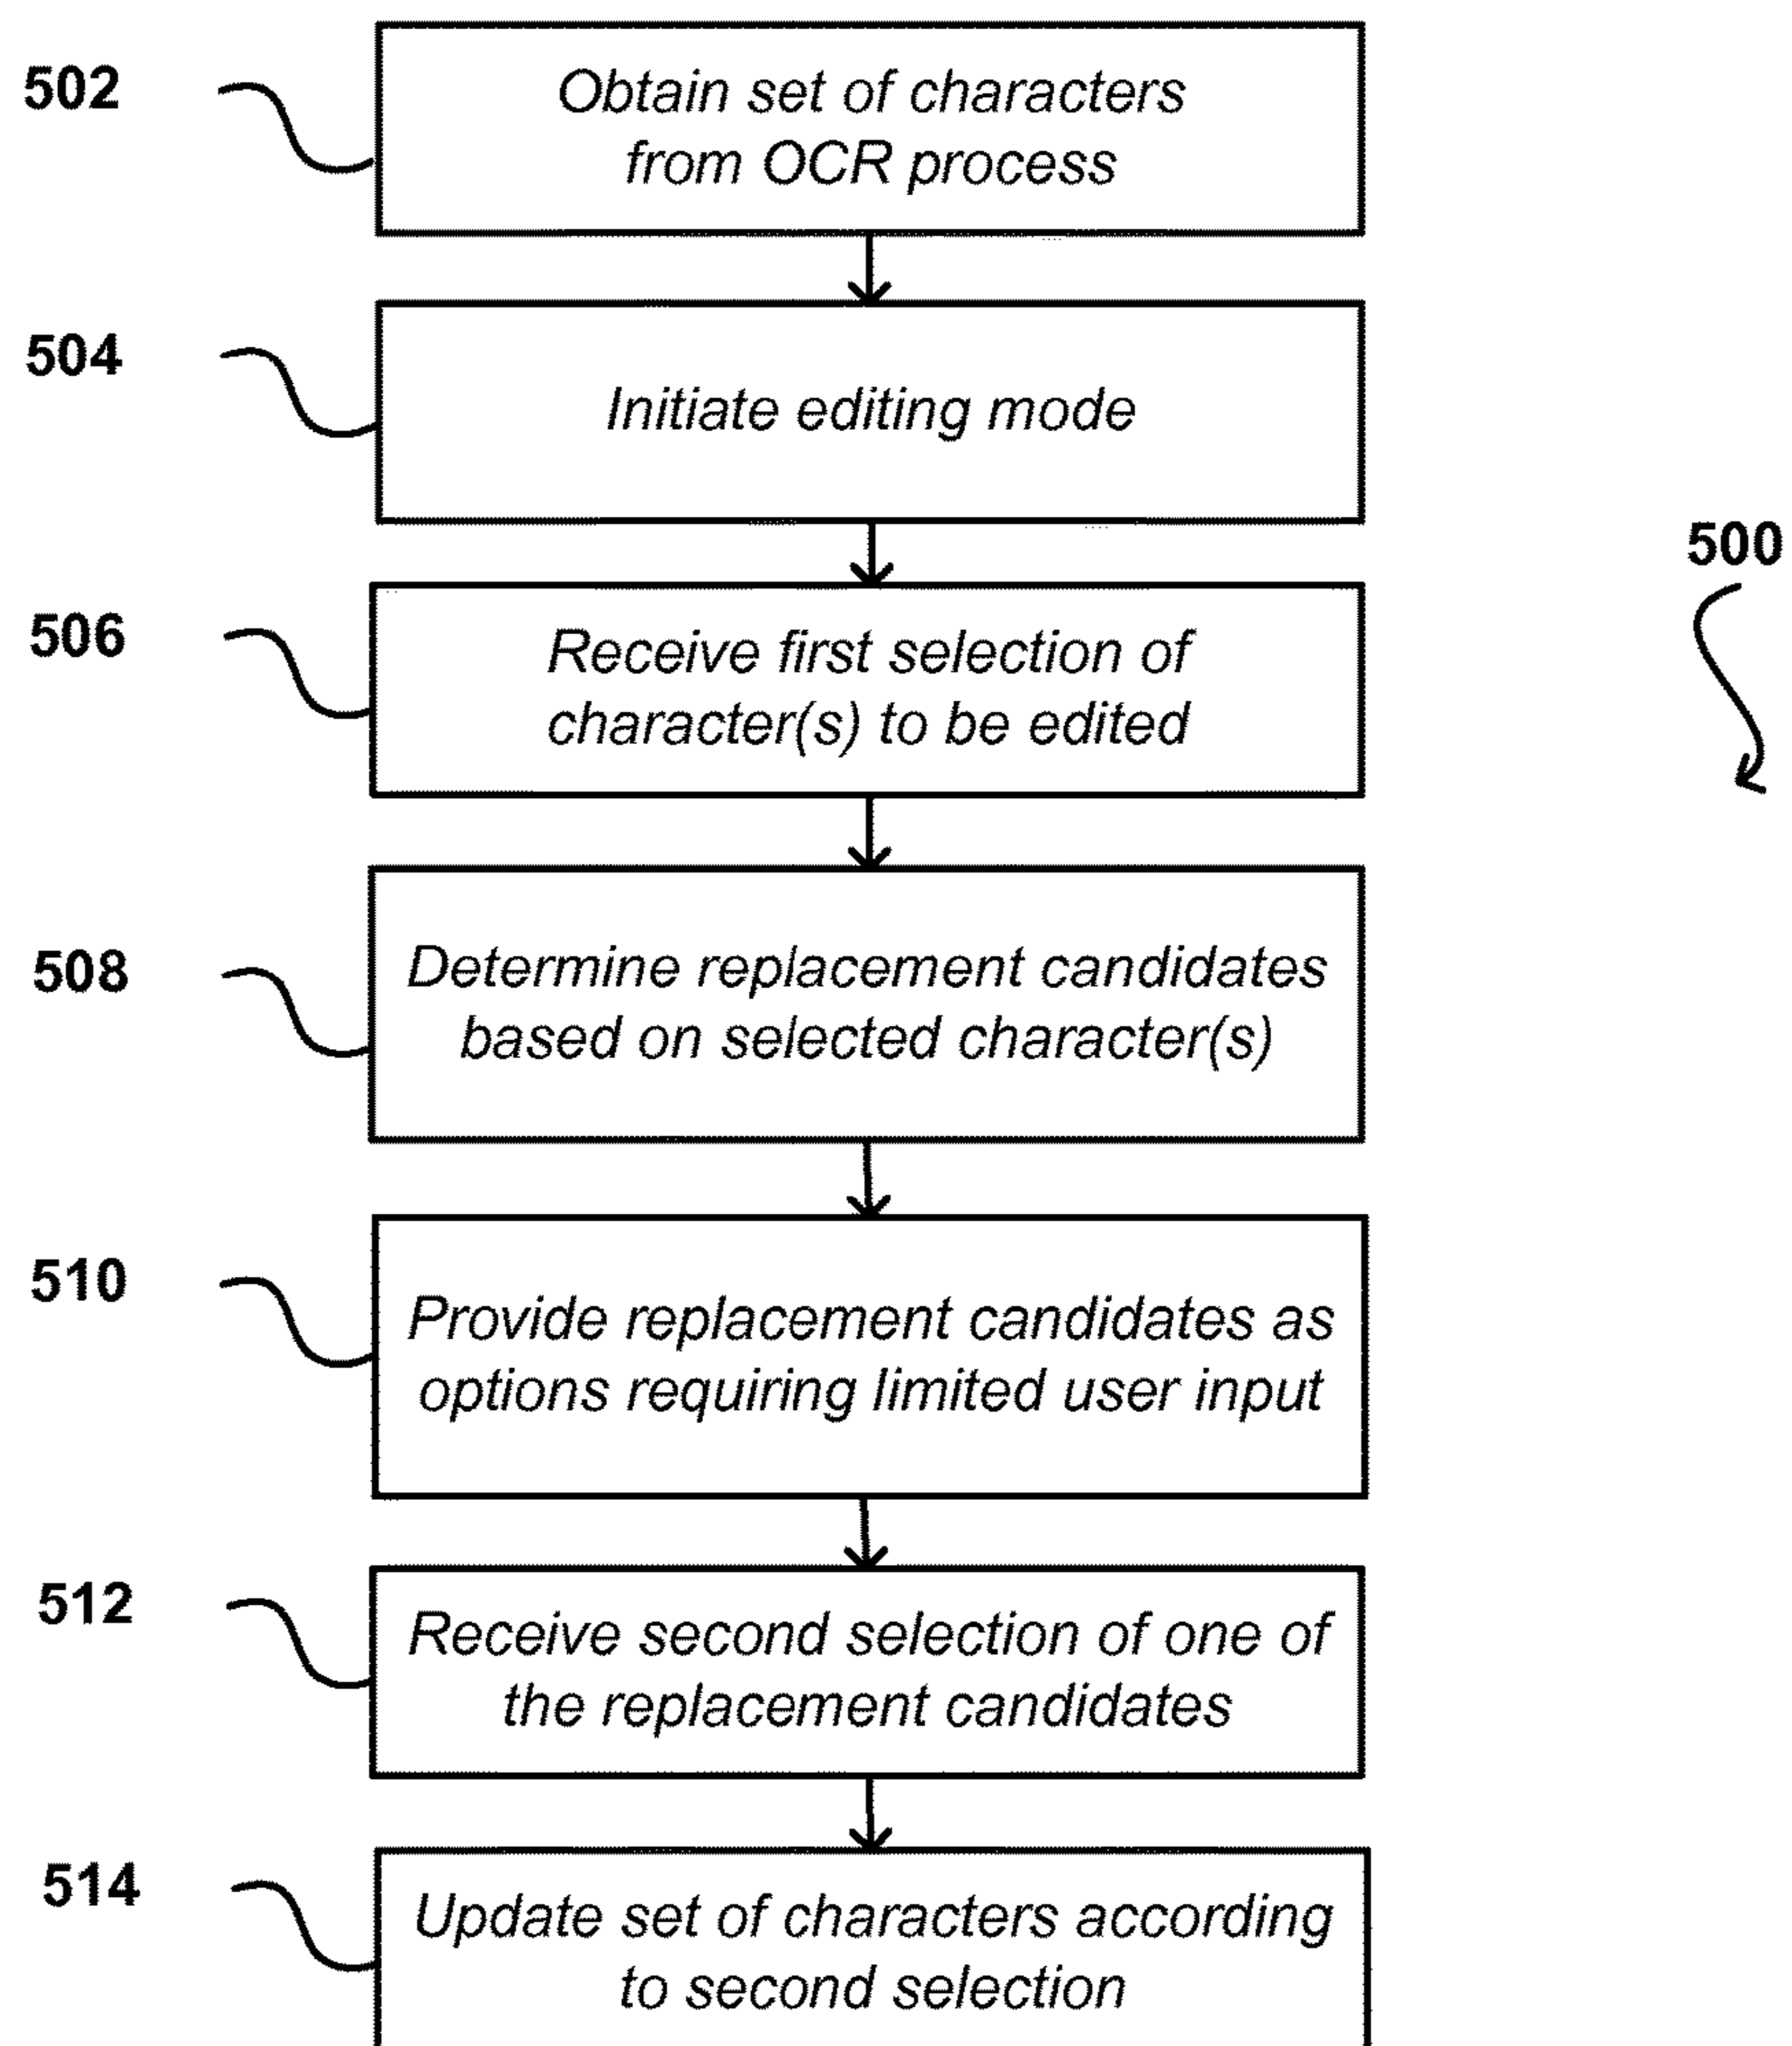 502
Obtain set of characters
from OCR process
504
Initiate editing mode
500
506
Receive first selection of
character(s) to be edited
508
Determine replacement candidates
based on selected character(s)
510
Provide replacement candidates as
options requiring limited user input
512
Receive second selection of one of
the replacement candidates
514
Update set of characters according
to second selection